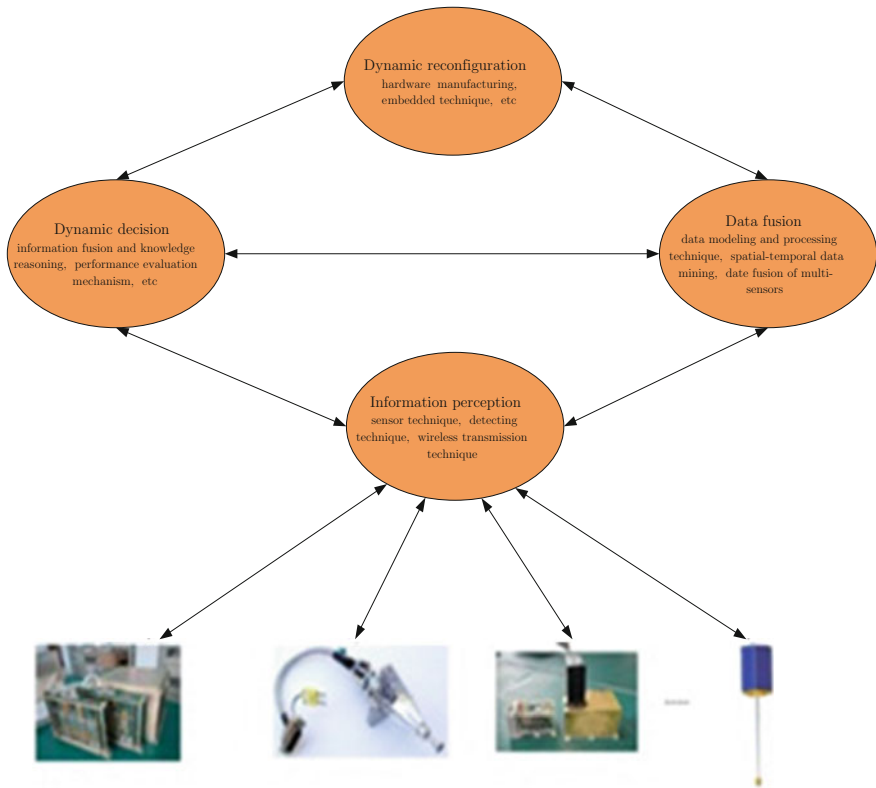 Dynamic reconfiguration
hardware manufacturing,
embedded technique, etc
Dynamic decision
information fusion and knowledge
reasoning, performance evaluation
mechanism, etc
Data fusion
data modeling and processing
technique, spatial-temporal data
mining, date fusion of multi-
sensors
Information perception
sensor technique, detecting
technique, wireless transmission
technique